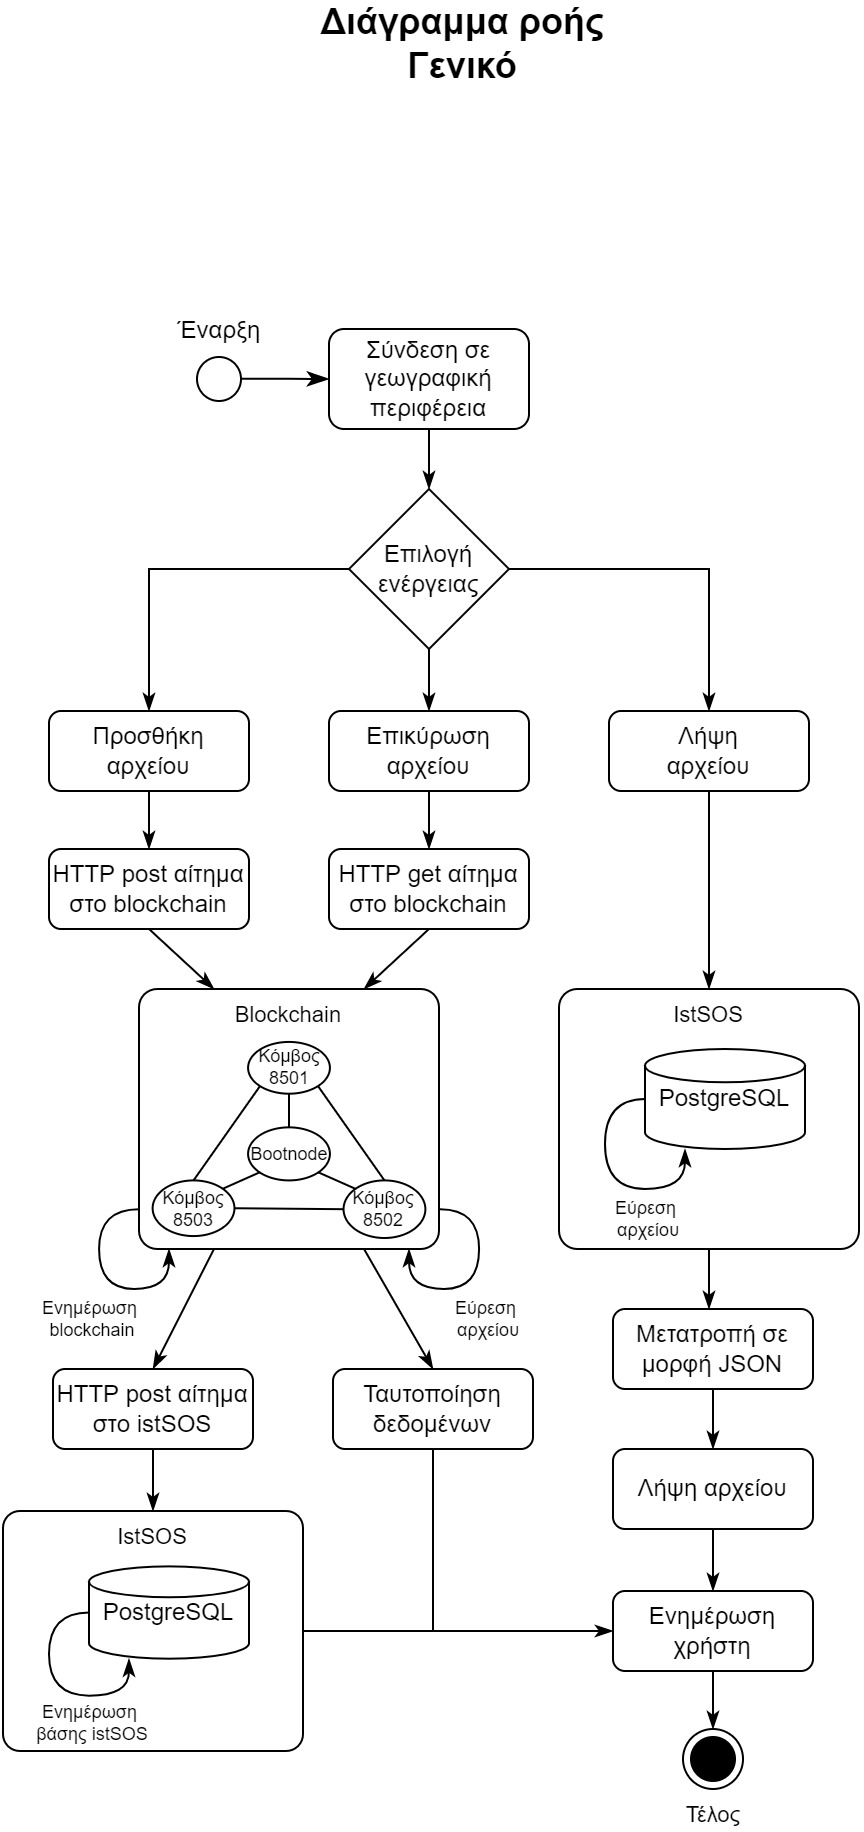 Διάγραμμα ροής
Γενικό
Έναρξη
Σύνδεση σε
γεωγραφική
περιφέρεια
Επιλογή
ενέργειας
Προσθήκη
αρχείου
Επικύρωση
αρχείου
Λήψη
αρχείου
HTTP post αίτημα
στο blockchain
HTTP get αίτημα
στο blockchain
Blockchain
Κόμβος
8501
Bootnode
Κόμβος
8503
Κόμβος
8502
IstSOS
PostgreSQL
Εύρεση
αρχείου
Ενημέρωση
blockchain
Εύρεση
αρχείου
Μετατροπή σε
μορφή JSON
HTTP post αίτημα
στο istSOS
Ταυτοποίηση
δεδομένων
Λήψη αρχείου
IstSOS
PostgreSQL
Ενημέρωση
βάσης istSOS
Ενημέρωση
χρήστη
Τέλος